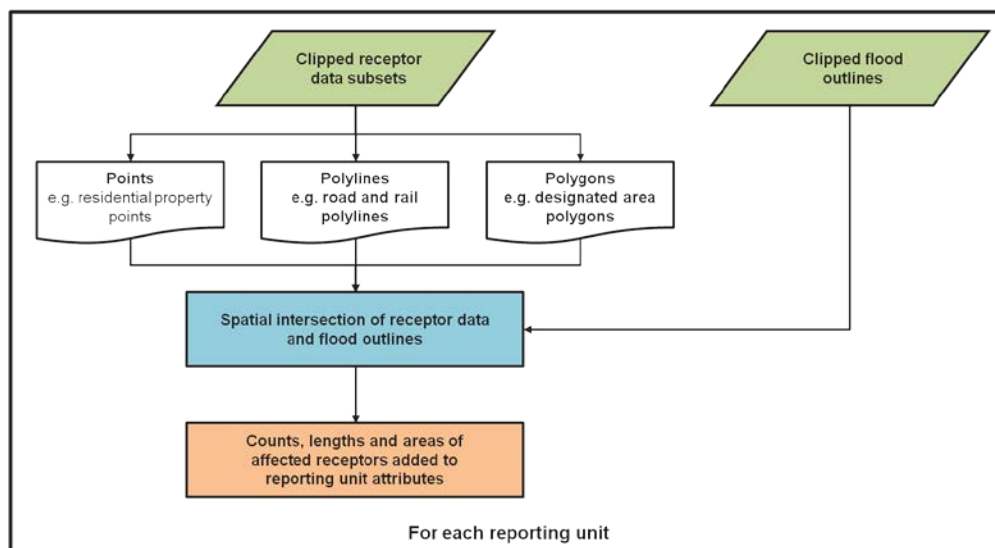 Clipped receptor
data subsets
Clipped flood
outlines
Points
e.g. residential property
points
Polylines
e.g. road and rail
polylines
Polygons
e.g. designated area
polygons
Spatial intersection of receptor data
and flood outlines
Counts, lengths and areas of
affected receptors added to
reporting unit attributes
For each reporting unit